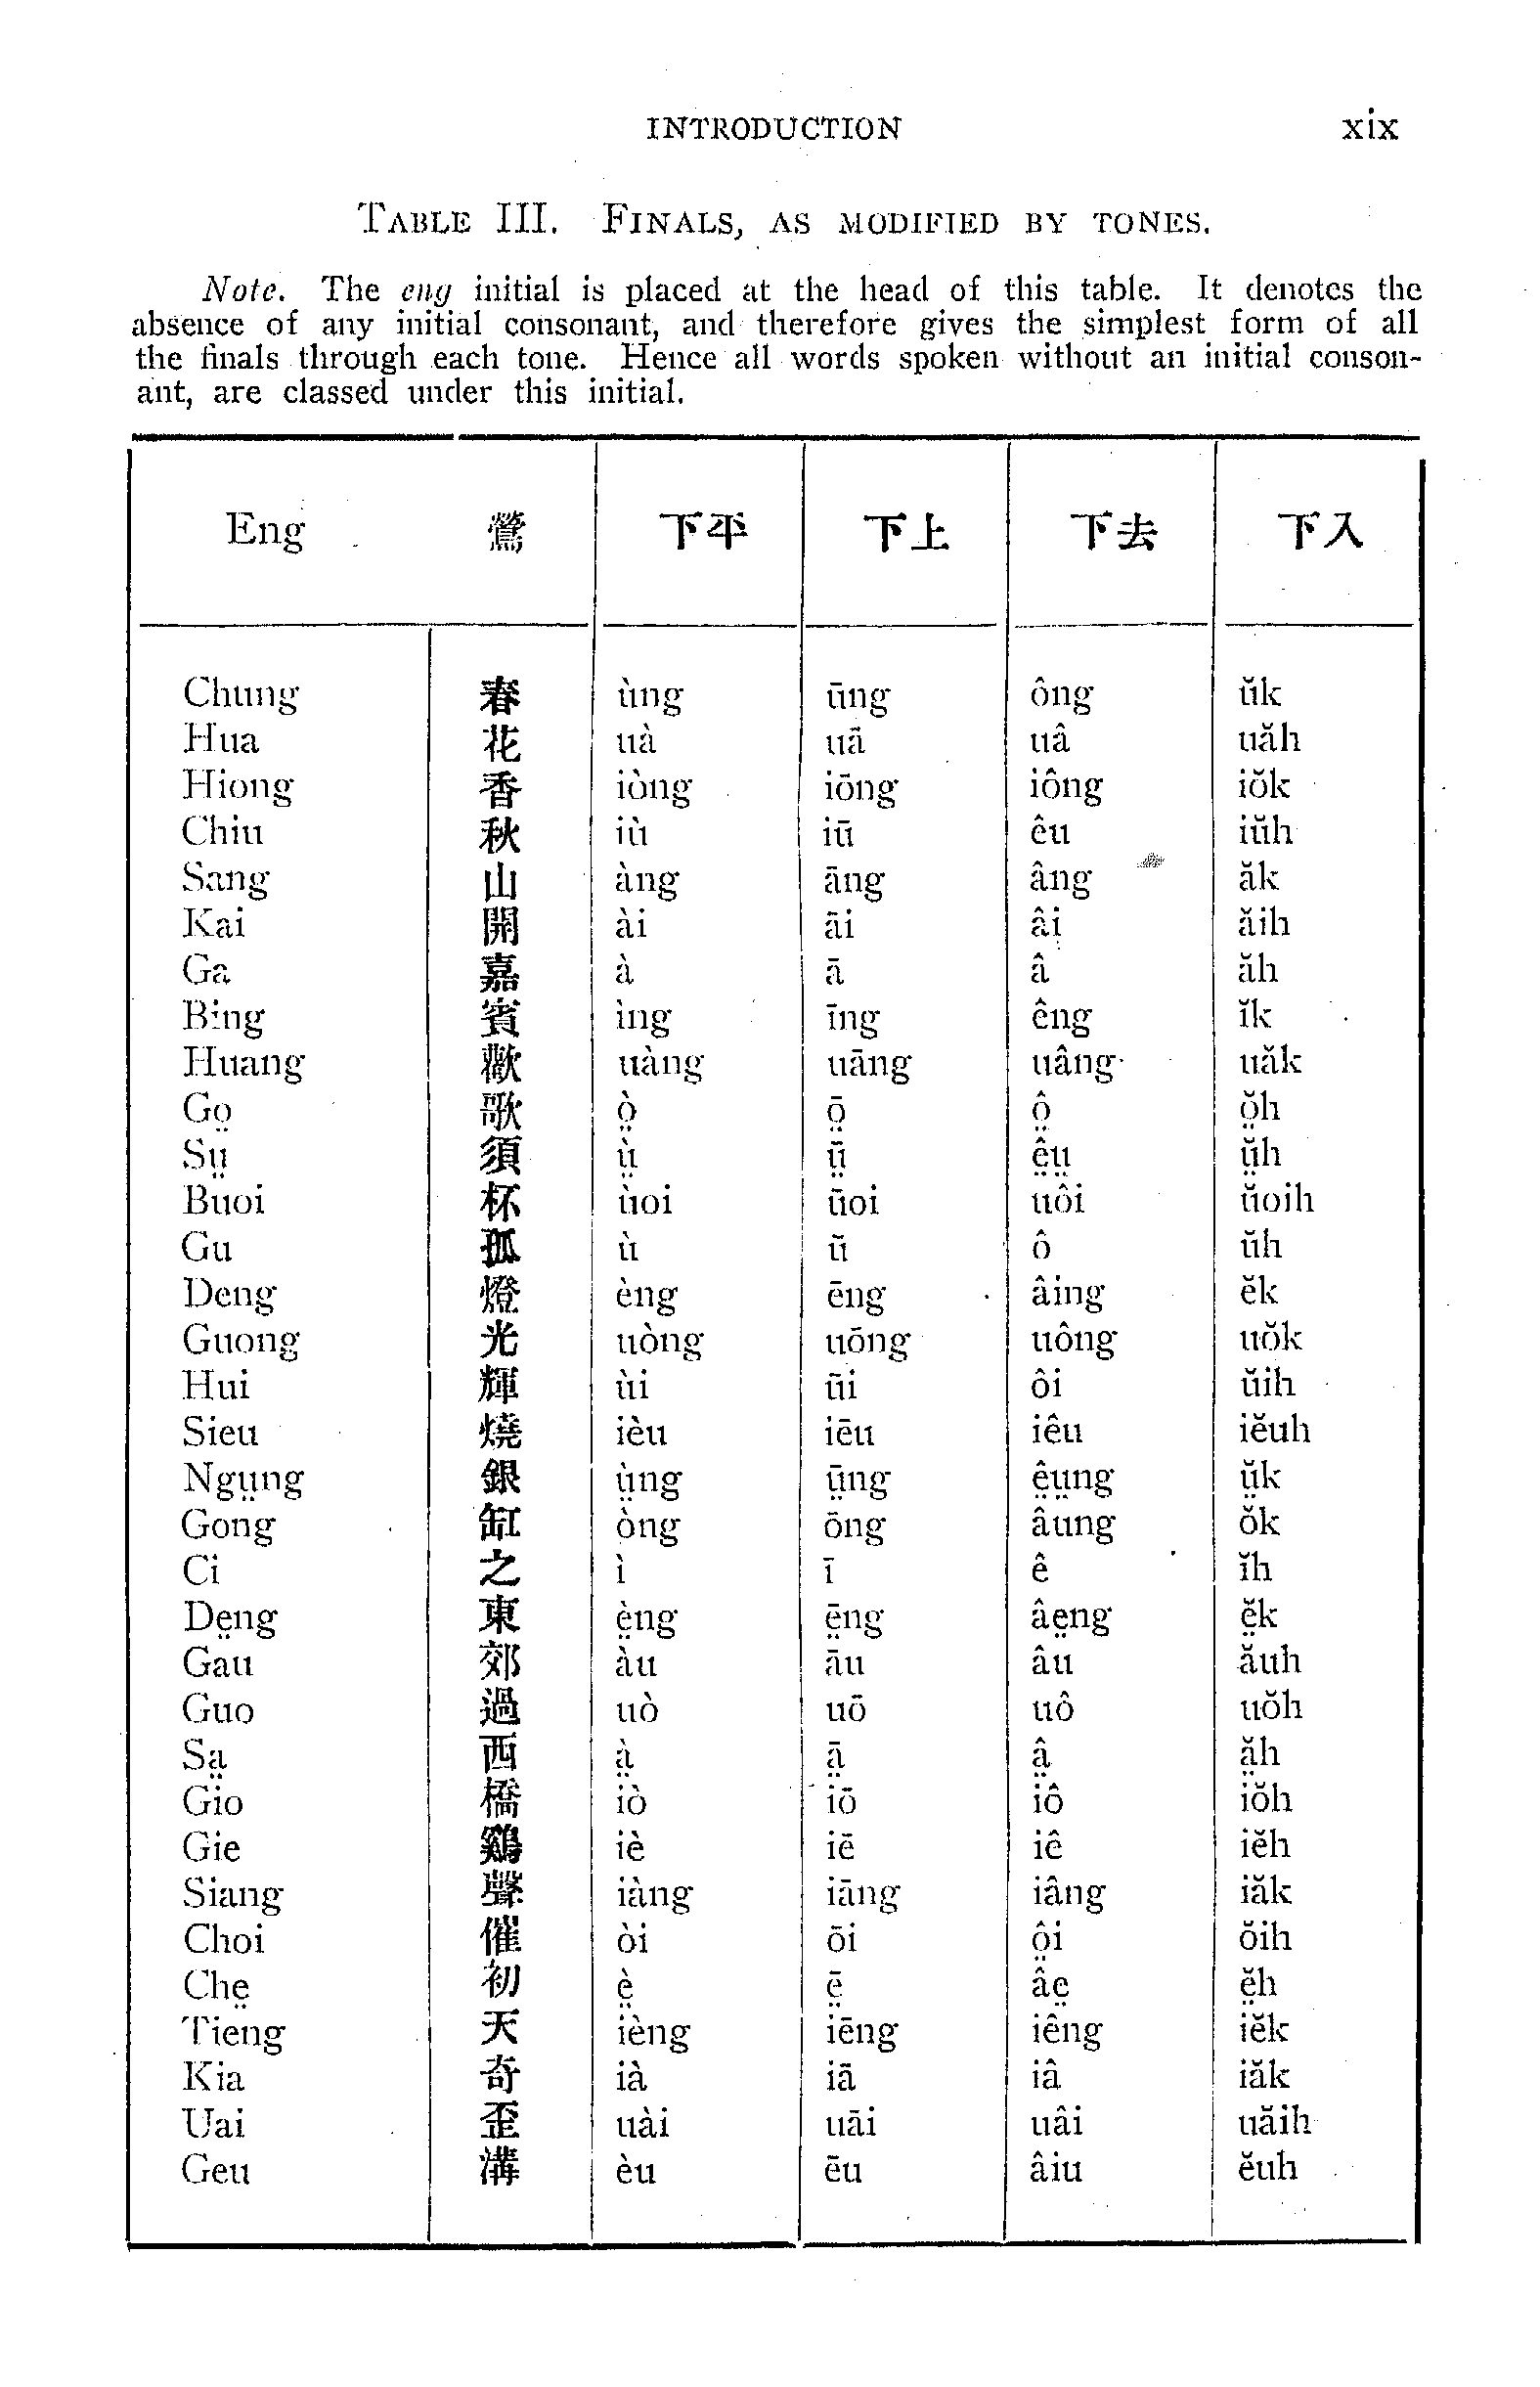 INTRODUCTION xix
TABLE III. FINALS, AS MODIFIED BY TONES.
Note. The eng initial is placed at the head of this table. It denotes the
absence of any initial consonant, and therefore gives the simplest form of all
the finals through each tone. Hence all words spoken without an initial conson-
ant, are classed under this initial.
Eng 鶯 下平 下上 下去 下入
Chung 春 ùng ūng ông ŭk
Hua 花 uà uā uâ uăh
Hiong 香 iòng iōng iông iŏk
Chiu 秋 iù iū êu iŭh
Sang 山 àng āng âng ăk
Kai 開 ài āi âi ăih
Ga 嘉 à ā â ăh
Bing 賓 ìng īng êng ĭk
Huang 歡 uàng uāng uâng uăk
Go̤ 歌 ò̤ ō̤ ô̤ ŏ̤h
Sṳ 須 ṳ̀ ṳ̄ ê̤ṳ ṳ̆h
Buoi 杯 ùoi ūoi uôi ŭoih
Gu 孤 ù ū ô ŭh
Deng 燈 èng ēng âing ĕk
Guong 光 uòng uōng uông uŏk
Hui 輝 ùi ūi ôi ŭih
Sieu 燒 ièu iēu iêu iĕuh
Ngṳng 銀 ṳ̀ng ṳ̄ng ê̤ṳng ṳ̆k
Gong 缸 òng ōng âung ŏk
Ci 之 ì ī ê ĭh
De̤ng 東 è̤ng ē̤ng âe̤ng ĕ̤k
Gau 郊 àu āu âu ăuh
Guo 過 uò uō uô uŏh
Sa̤ 西 à̤ ā̤ â̤ ă̤h
Gio 橋 iò iō iô iŏh
Gie 鷄 iè iē iê iĕh
Siang 聲 iàng iāng iâng iăk
Choi 催 òi ōi ô̤i ŏih
Che̤ 初 è̤ ē̤ âe̤ ĕ̤h
Tieng 天 ièng iēng iêng iĕk
Kia 奇 ià iā iâ iăk
Uai 歪 uài uāi uâi uăih
Geu 溝 èu ēu âiu ĕuh